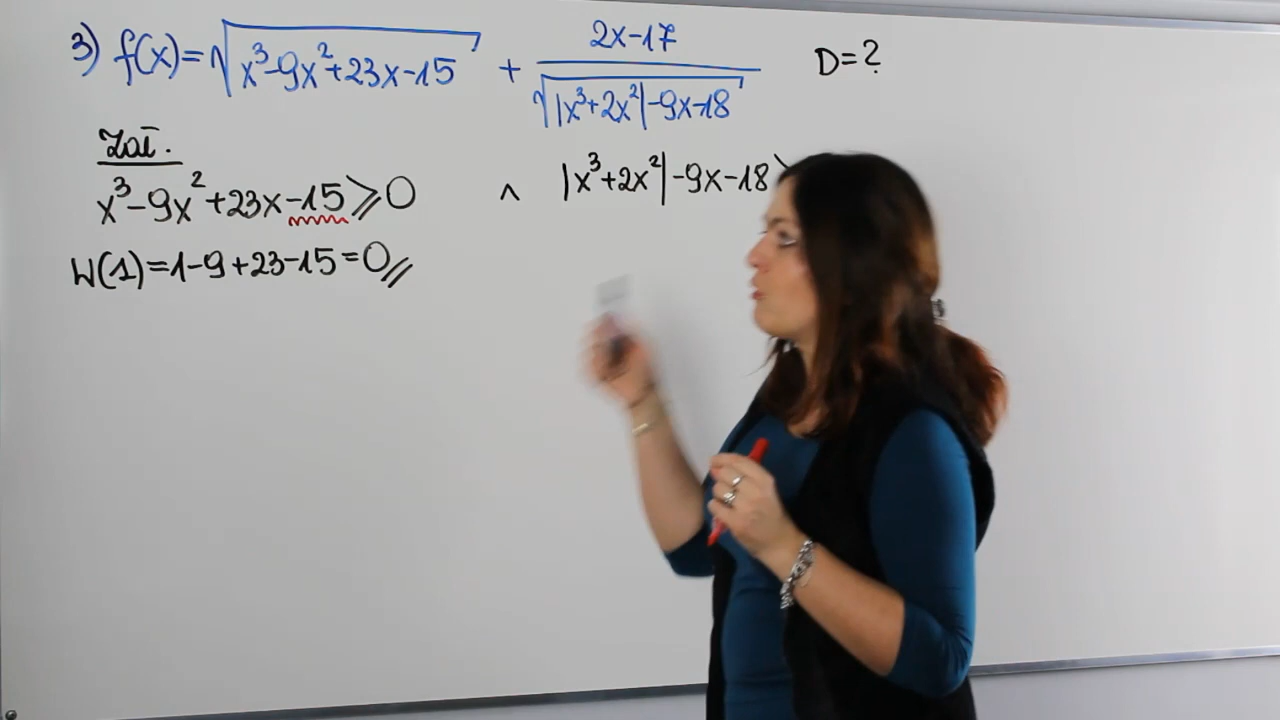 3) f(x)=√(x³-9x²+23x-15) + (2x-17)/√(|x³+2x²|-9x-18) D=?
Zał.
x³-9x²+23x-15⩾0 ∧ |x³+2x²|-9x-18
W(1)=1-9+23-15=0